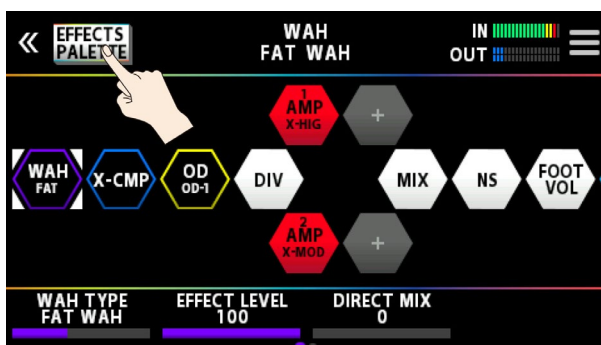 EFFECTS
PALETTE
WAH
FAT WAH
IN
OUT
1
AMP
X-HIG
+
WAH
FAT
X-CMP
OD
OD-1
DIV
MIX
NS
FOOT
VOL
2
AMP
X-MOD
+
WAH TYPE
FAT WAH
EFFECT LEVEL
100
DIRECT MIX
0